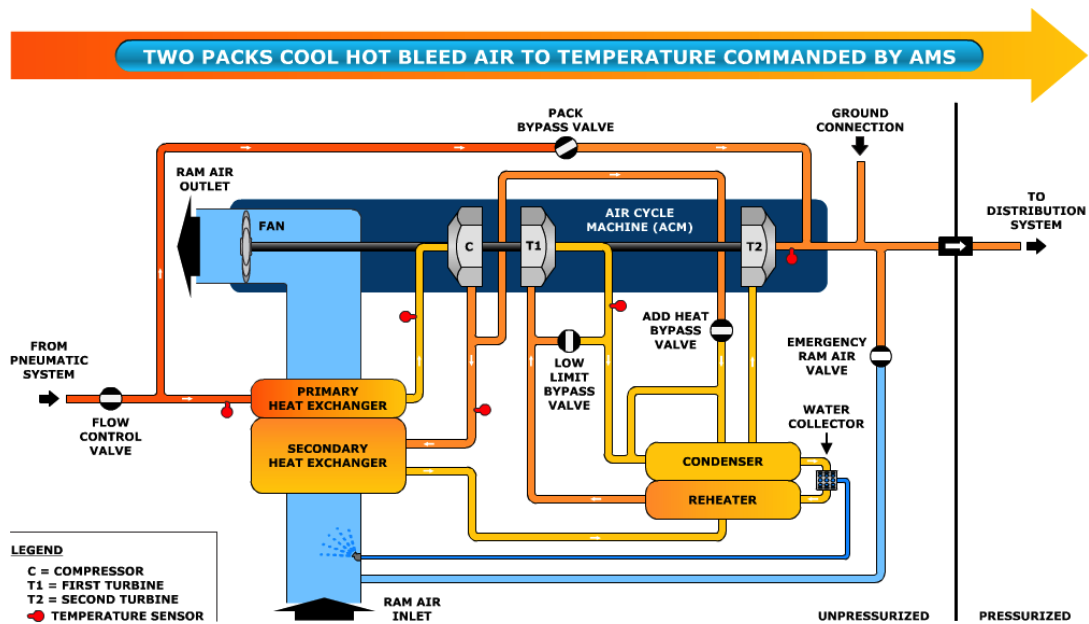 TWO PACKS COOL HOT BLEED AIR TO TEMPERATURE COMMANDED BY AMS
PACK
BYPASS VALVE
GROUND
CONNECTION
RAM AIR
OUTLET
FAN
AIR CYCLE
MACHINE (ACM)
TO
DISTRIBUTION
SYSTEM
C
T1
T2
FROM
PNEUMATIC
SYSTEM
FLOW
CONTROL
VALVE
PRIMARY
HEAT EXCHANGER
SECONDARY
HEAT EXCHANGER
LOW
LIMIT
BYPASS
VALVE
ADD HEAT
BYPASS
VALVE
EMERGENCY
RAM AIR
VALVE
WATER
COLLECTOR
CONDENSER
REHEATER
LEGEND
C = COMPRESSOR
T1 = FIRST TURBINE
T2 = SECOND TURBINE
TEMPERATURE SENSOR
RAM AIR
INLET
UNPRESSURIZED
PRESSURIZED